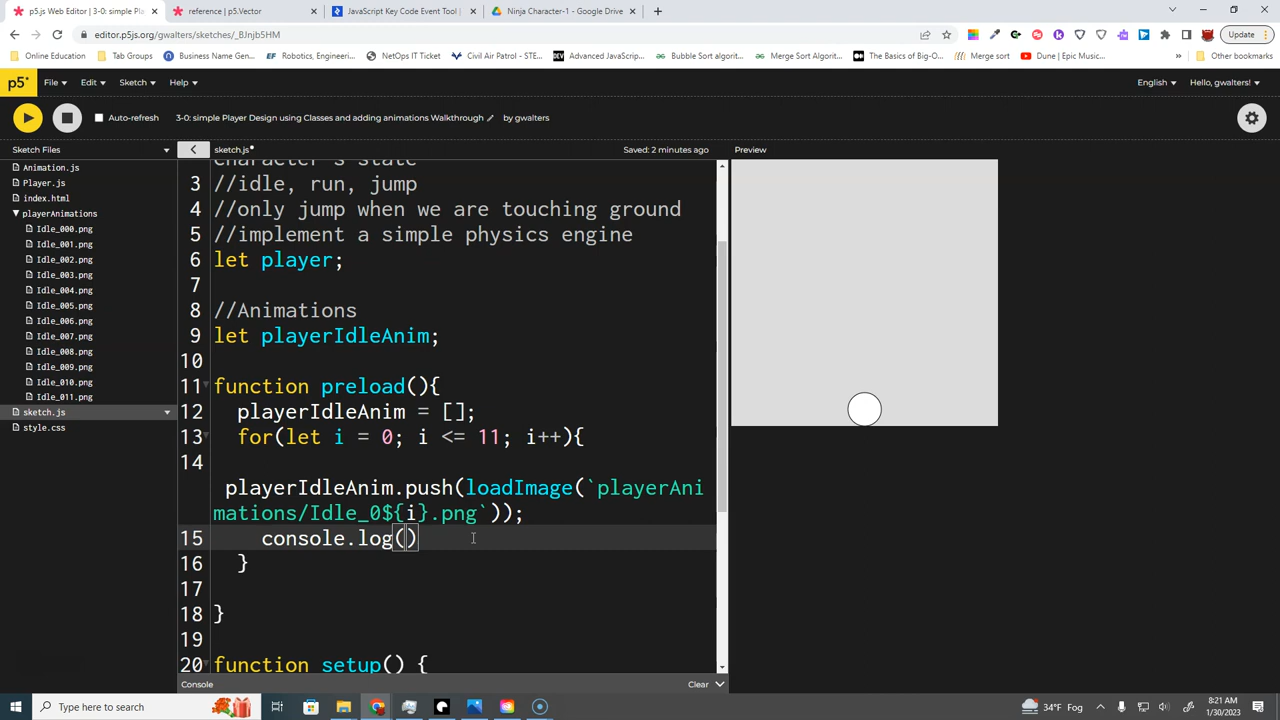 p5.js Web Editor | 3-0: simple Pla
reference | p5.Vector
JavaScript Key Code Event Tool |
Ninja Character-1 - Google Drive
editor.p5js.org/gwalters/sketches/_BJnjb5HM
Update
Online Education
Tab Groups
Business Name Gen...
Robotics, Engineering,...
NetOps IT Ticket
Civil Air Patrol - STE...
Advanced JavaScrip...
Bubble Sort algorit...
Merge Sort Algorith...
The Basics of Big-O...
Merge sort
Dune | Epic Music...
»
Other bookmarks
p5*
File
Edit
Sketch
Help
English
Hello, gwalters!
Auto-refresh
3-0: simple Player Design using Classes and adding animations Walkthrough
by gwalters
Sketch Files
Animation.js
Player.js
index.html
playerAnimations
Idle_000.png
Idle_001.png
Idle_002.png
Idle_003.png
Idle_004.png
Idle_005.png
Idle_006.png
Idle_007.png
Idle_008.png
Idle_009.png
Idle_010.png
Idle_011.png
sketch.js
style.css
sketch.js*
Saved: 2 minutes ago
Preview
character's state
3 //idle, run, jump
4 //only jump when we are touching ground
5 //implement a simple physics engine
6 let player;
7
8 //Animations
9 let playerIdleAnim;
10
11 function preload(){
12 playerIdleAnim = [];
13 for(let i = 0; i <= 11; i++){
14
playerIdleAnim.push(loadImage(`playerAni
mations/Idle_0${i}.png`));
15 console.log()
16 }
17
18 }
19
20 function setup() {
Console
Clear
Type here to search
34°F
8:21 AM
1/30/2023